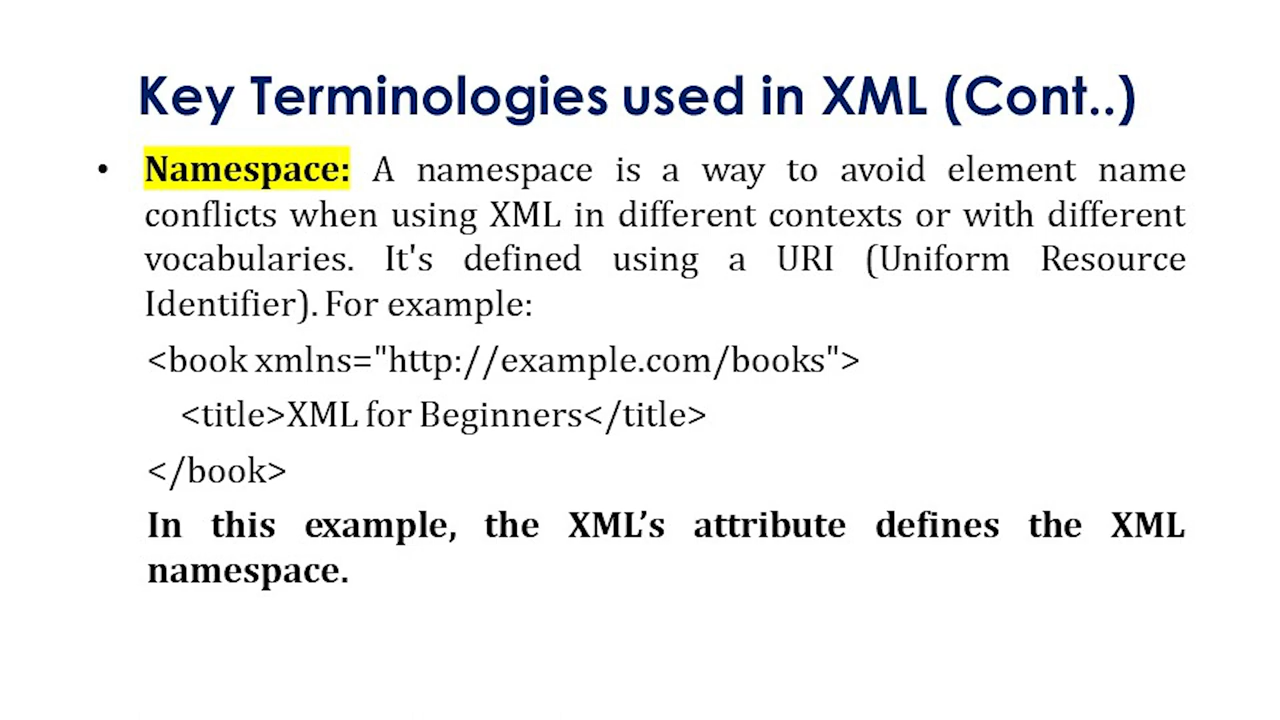 Key Terminologies used in XML (Cont..)
• Namespace: A namespace is a way to avoid element name
conflicts when using XML in different contexts or with different
vocabularies. It's defined using a URI (Uniform Resource
Identifier). For example:
<book xmlns="http://example.com/books">
<title>XML for Beginners</title>
</book>
In this example, the XML’s attribute defines the XML
namespace.